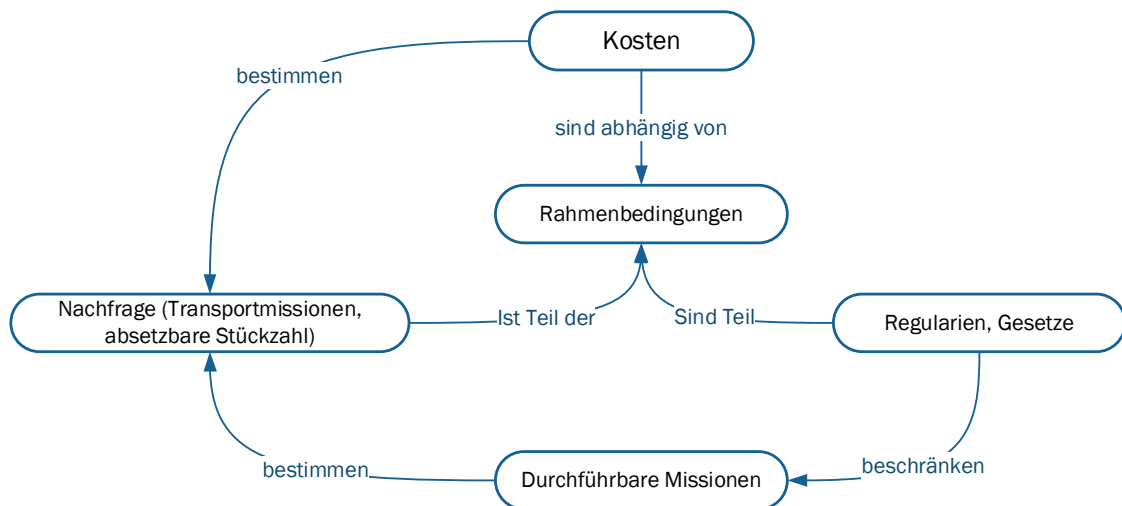 Kosten
bestimmen
sind abhängig von
Rahmenbedingungen
Nachfrage (Transportmissionen,
absetzbare Stückzahl)
Ist Teil der
Sind Teil
Regularien, Gesetze
bestimmen
Durchführbare Missionen
beschränken